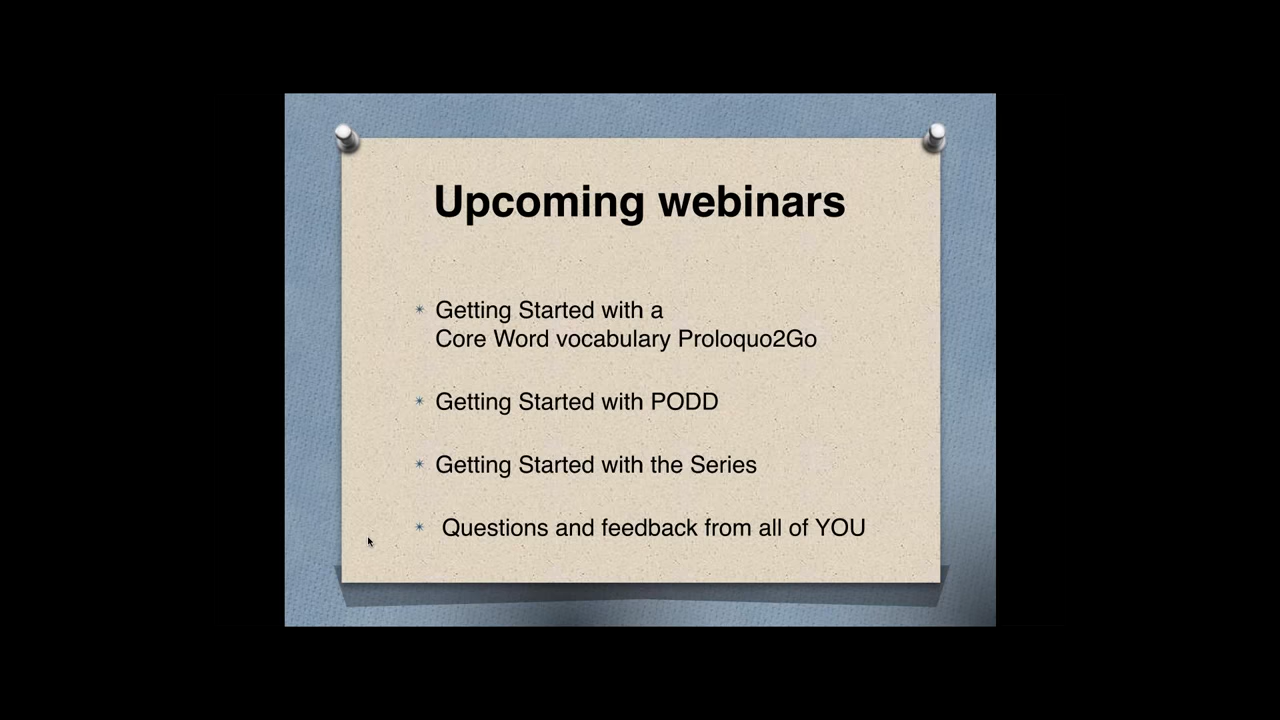 Upcoming webinars
Getting Started with a
Core Word vocabulary Proloquo2Go
Getting Started with PODD
Getting Started with the Series
Questions and feedback from all of YOU